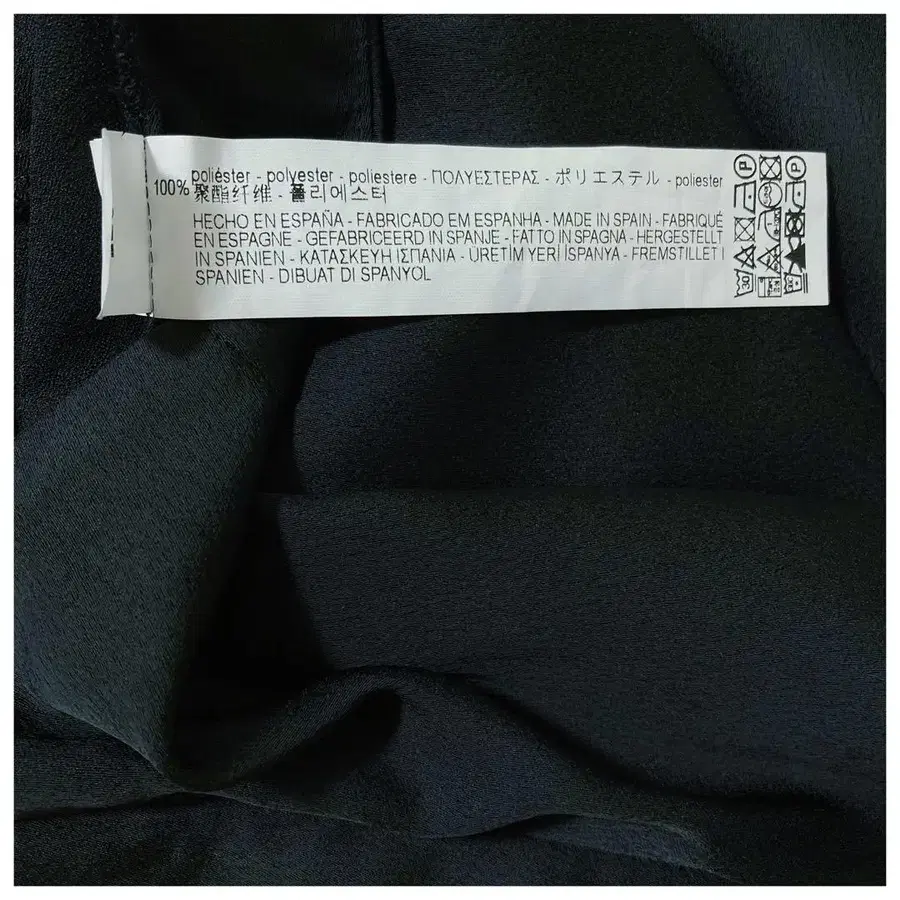 100% poliéster - polyester - poliestere - ΠΟΛΥΕΣΤΕΡΑΣ - ポリエステル - poliester
聚酯纤维 - 폴리에스터
HECHO EN ESPAÑA - FABRICADO EM ESPANHA - MADE IN SPAIN - FABRIQUÉ
EN ESPAGNE - GEFABRICEERD IN SPANJE - FATTO IN SPAGNA - HERGESTELLT
IN SPANIEN - ΚΑΤΑΣΚΕΥΗ ΙΣΠΑΝΙΑ - ÜRETİM YERİ İSPANYA - FREMSTILLET I
SPANIEN - DIBUAT DI SPANYOL
P
P
30